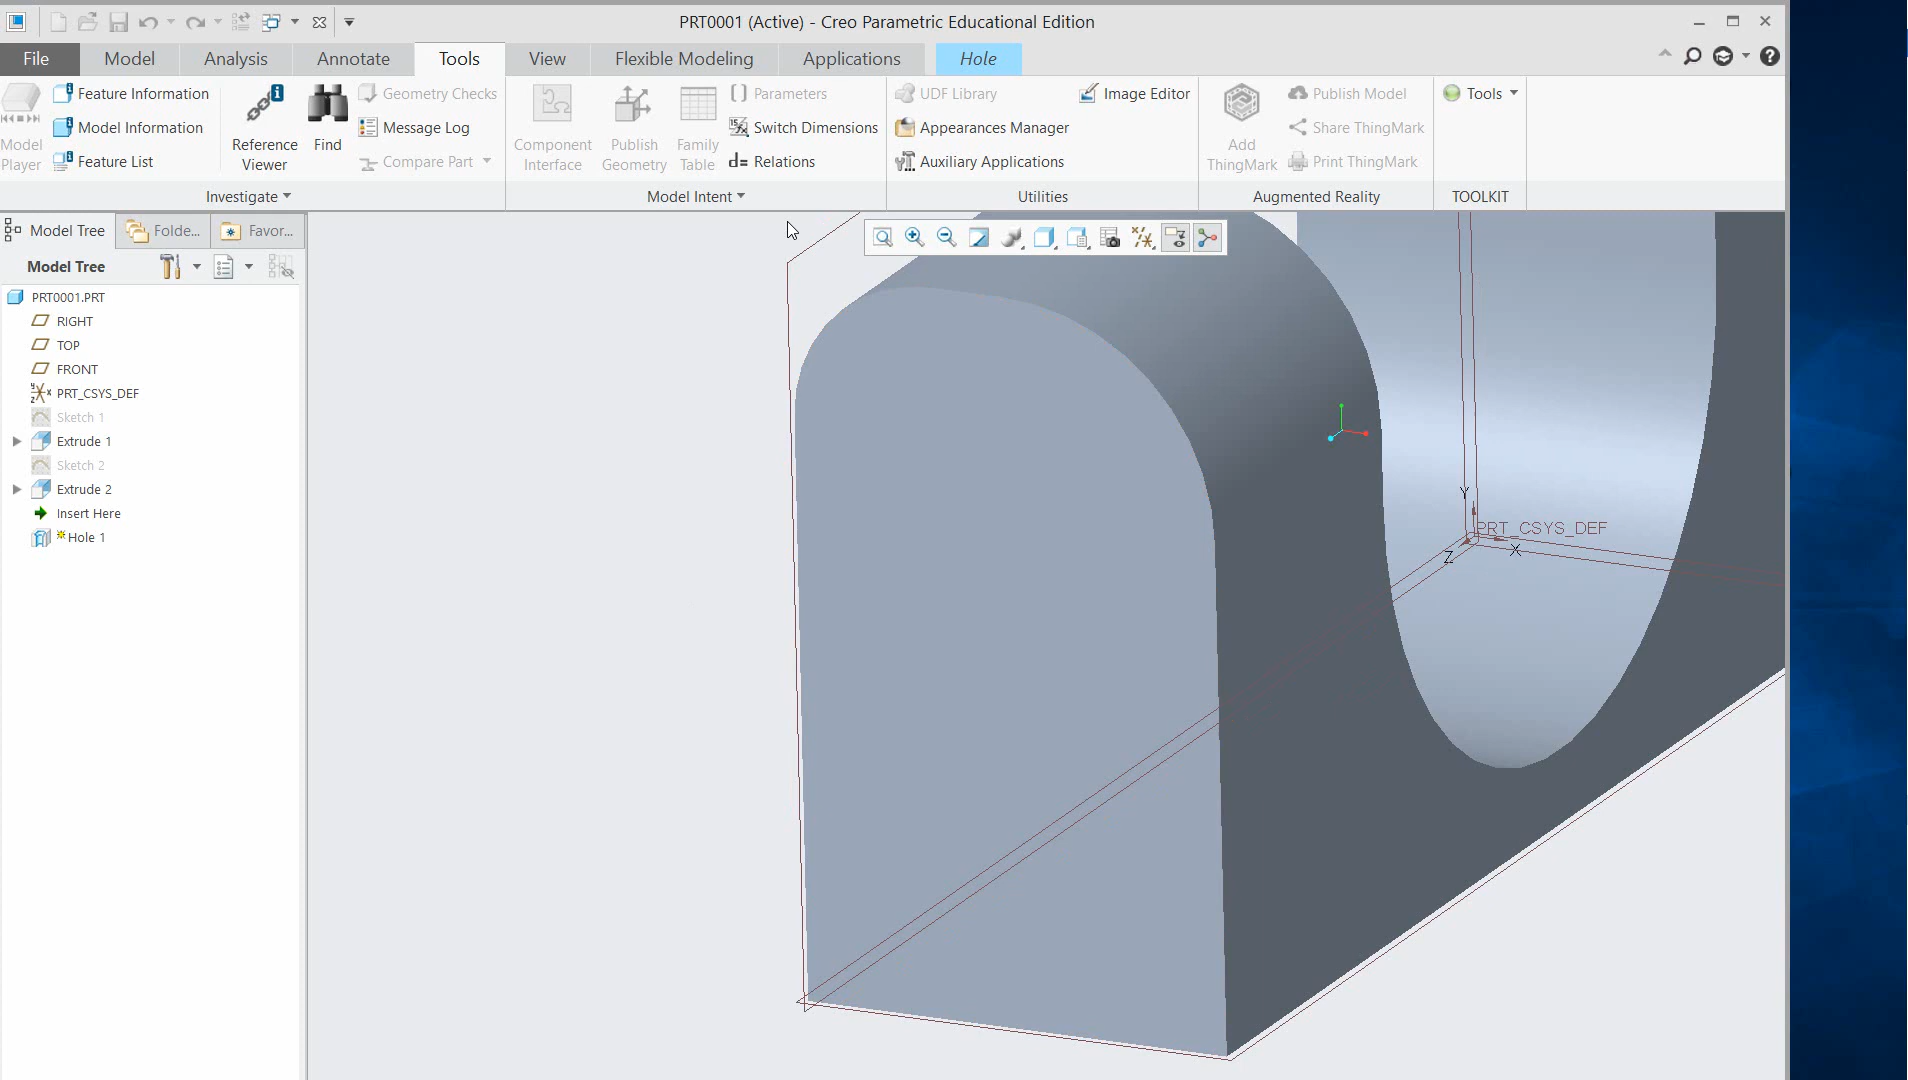 PRT0001 (Active) - Creo Parametric Educational Edition
File Model Analysis Annotate Tools View Flexible Modeling Applications Hole
Feature Information
Model Information
Feature List
Model
Player
Reference
Viewer
Find
Geometry Checks
Message Log
Compare Part
Investigate
Component
Interface
Publish
Geometry
Family
Table
Parameters
Switch Dimensions
d= Relations
Model Intent
UDF Library
Appearances Manager
Auxiliary Applications
Image Editor
Utilities
Add
ThingMark
Publish Model
Share ThingMark
Print ThingMark
Augmented Reality
Tools
TOOLKIT
Model Tree Folde... Favor...
Model Tree
PRT0001.PRT
RIGHT
TOP
FRONT
PRT_CSYS_DEF
Sketch 1
Extrude 1
Sketch 2
Extrude 2
Insert Here
Hole 1
Y
PRT_CSYS_DEF
Z
X